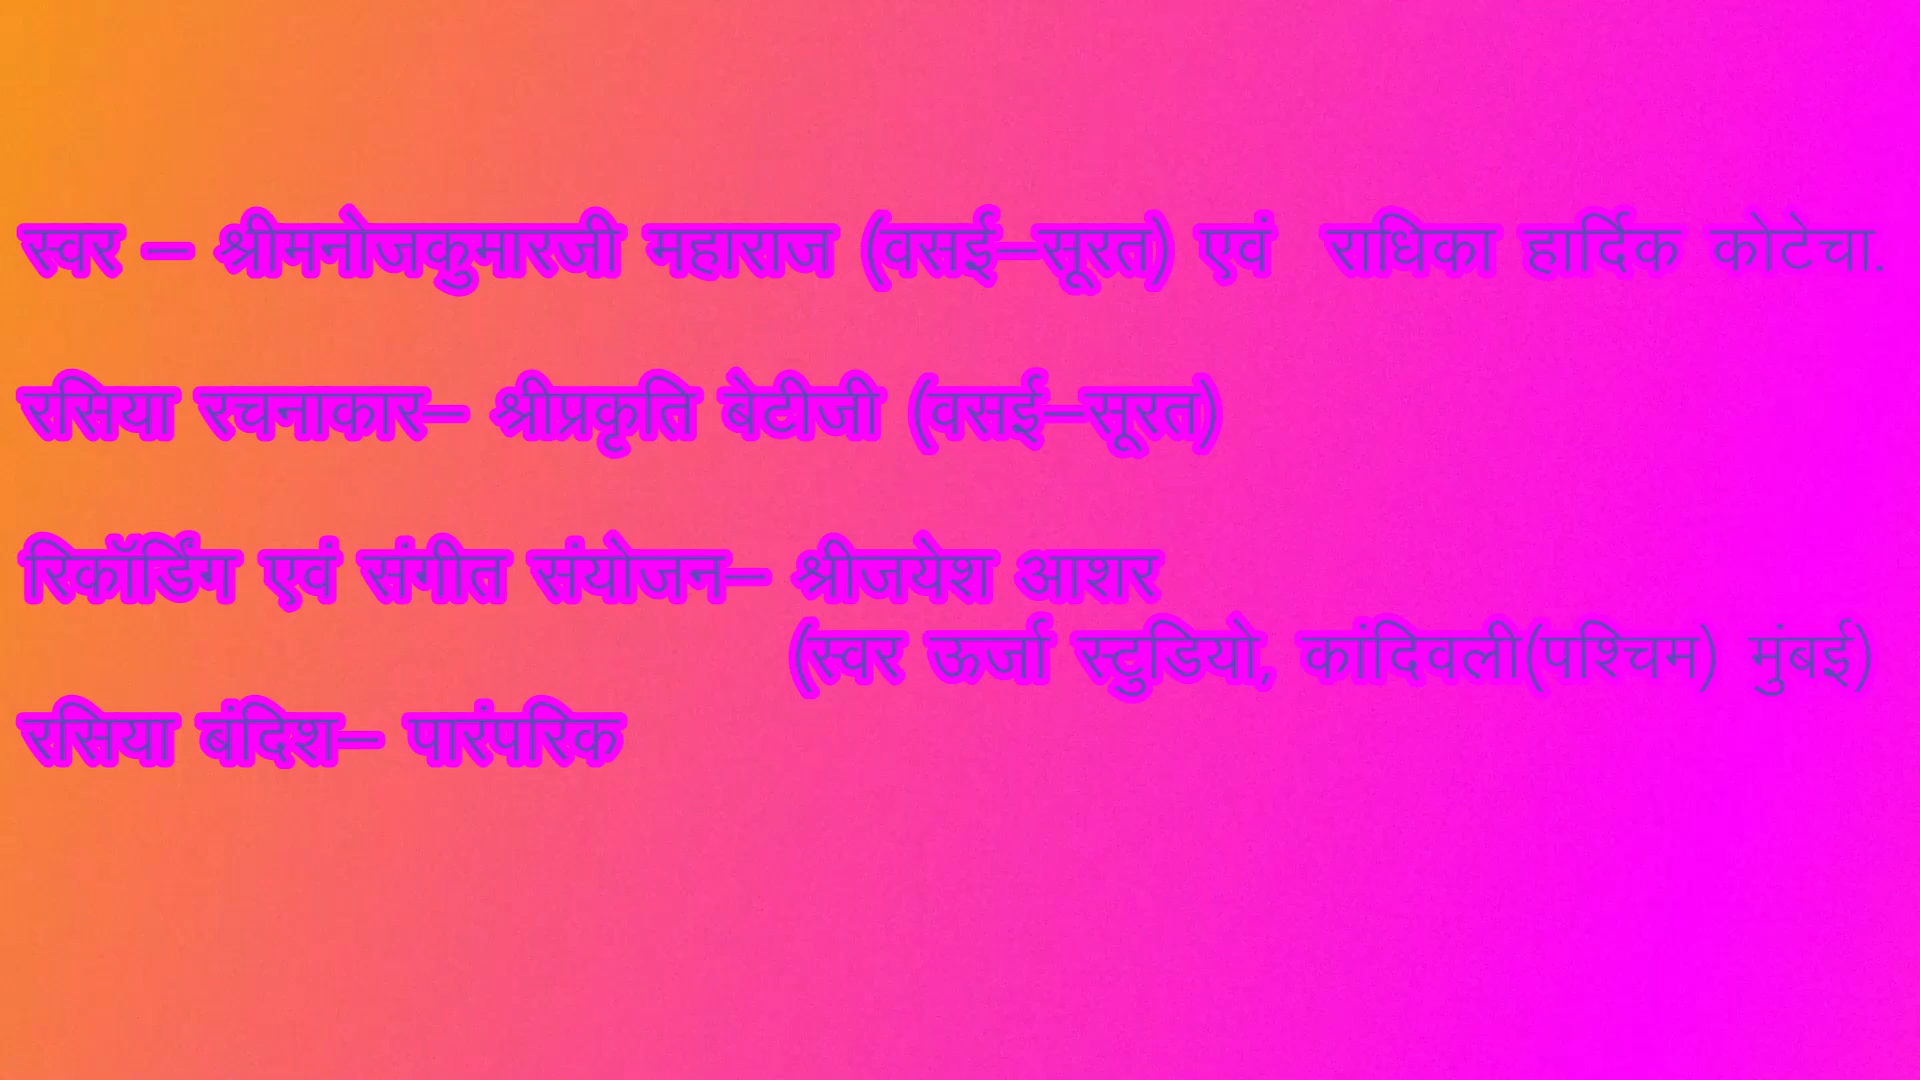 स्वर – श्रीमनोजकुमारजी महाराज (वसई–सूरत) एवं राधिका हार्दिक कोटेचा.
रसिया रचनाकार– श्रीप्रकृति बेटीजी (वसई–सूरत)
रिकॉर्डिंग एवं संगीत संयोजन– श्रीजयेश आशर
(स्वर ऊर्जा स्टुडियो, कांदिवली(पश्चिम) मुंबई)
रसिया बंदिश– पारंपरिक